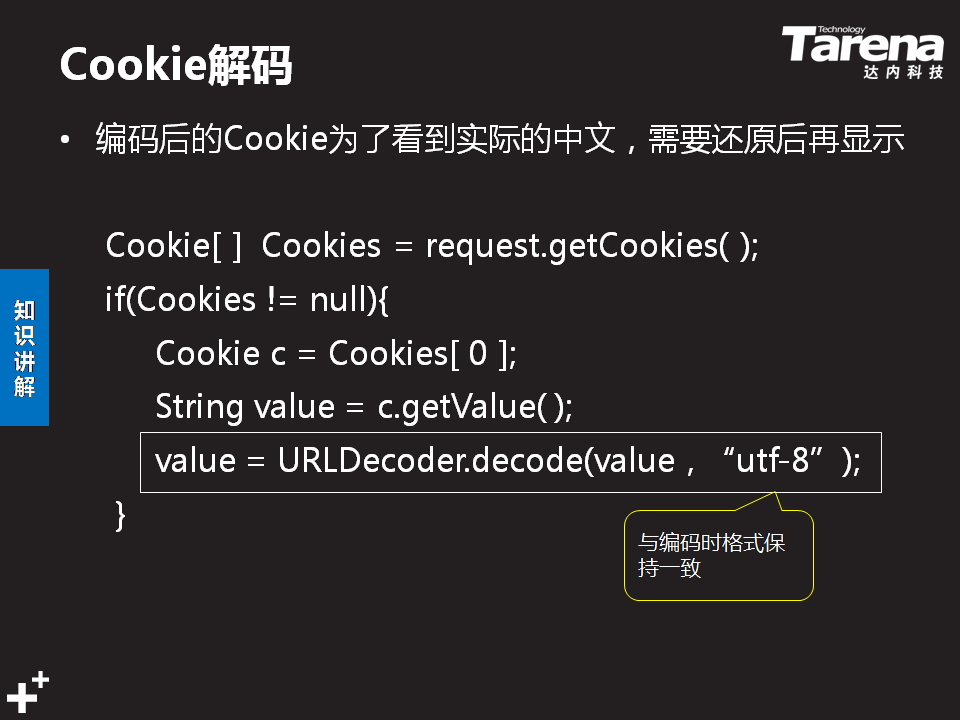 Cookie解码
Technology
Tarena
达内科技
• 编码后的Cookie为了看到实际的中文，需要还原后再显示
Cookie[ ]  Cookies = request.getCookies( );
if(Cookies != null){
Cookie c = Cookies[ 0 ];
String value = c.getValue( );
value = URLDecoder.decode(value， “utf-8” );
}
知识讲解
与编码时格式保
持一致